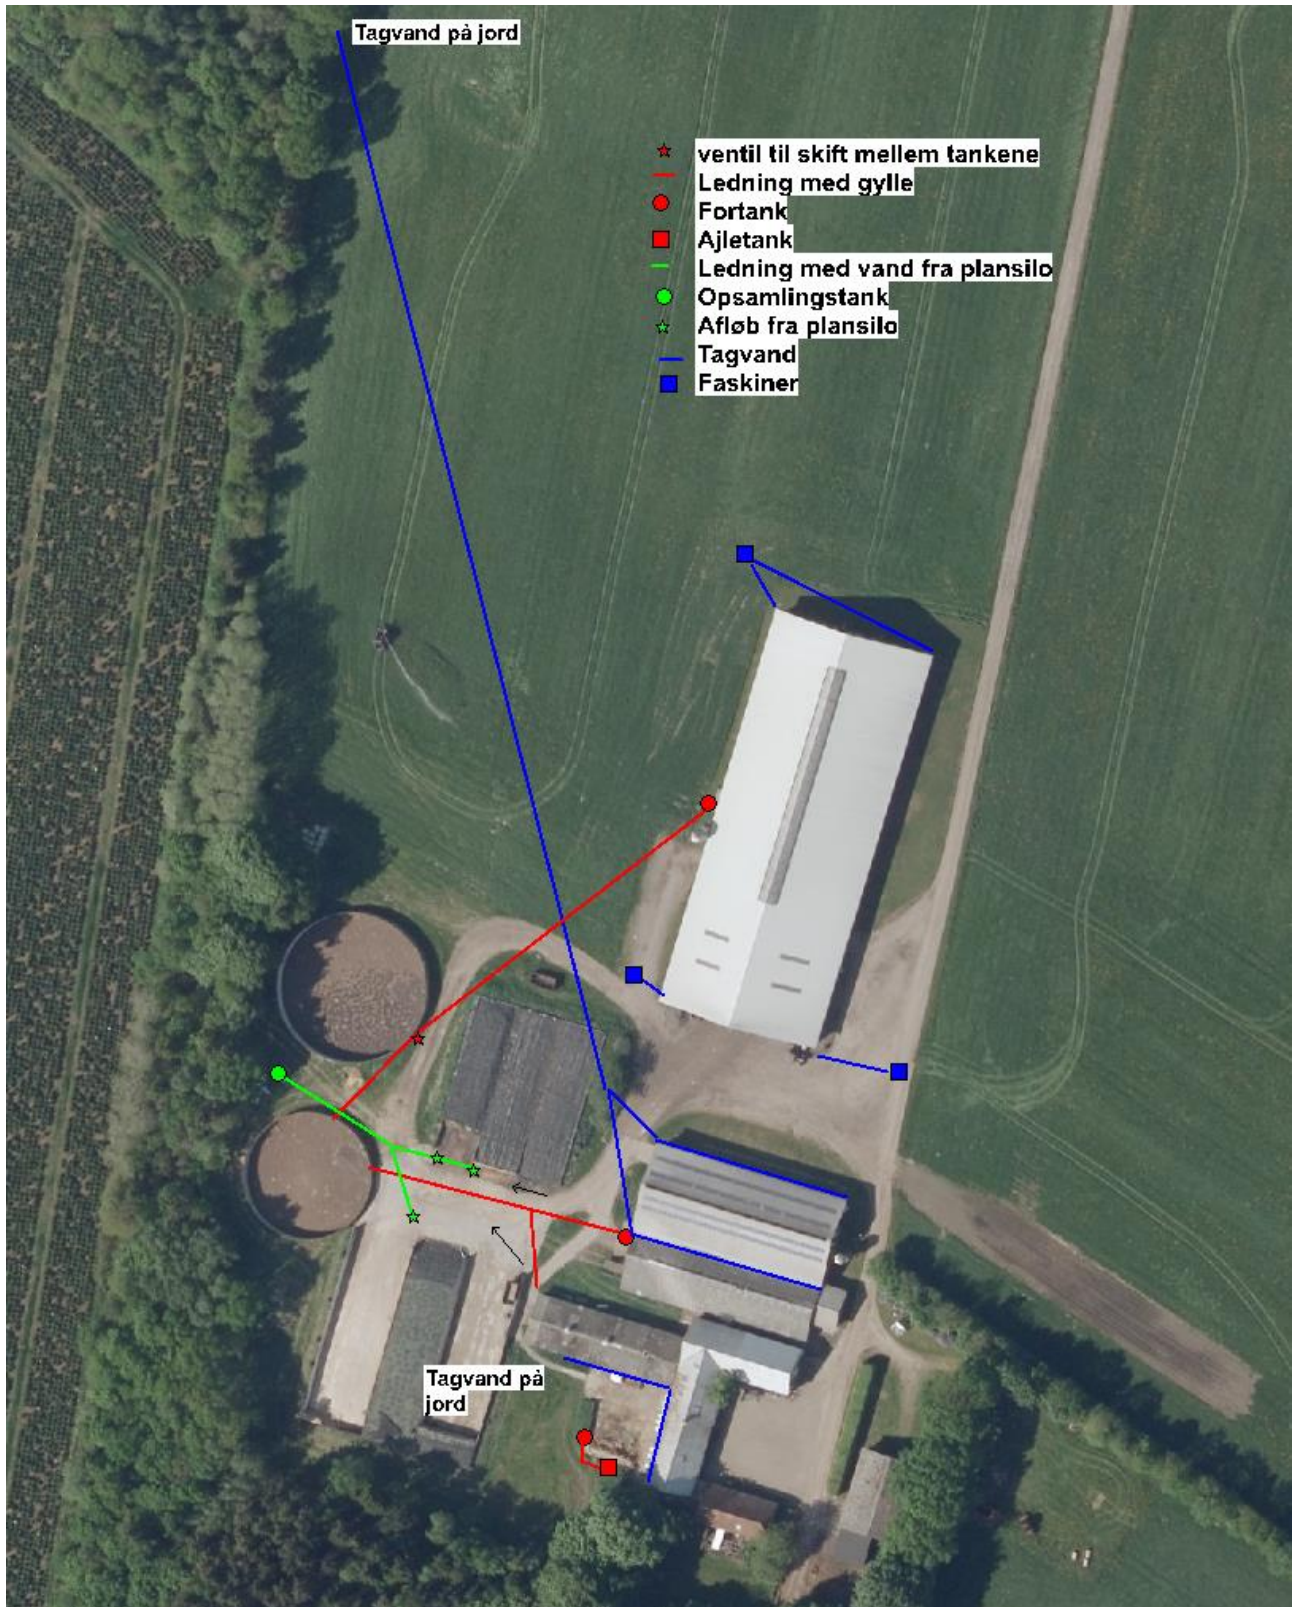 Tagvand på jord
ventil til skift mellem tankene
Ledning med gylle
Fortank
Ajletank
Ledning med vand fra plansilo
Opsamlingstank
Afløb fra plansilo
Tagvand
Faskiner
Tagvand på
jord